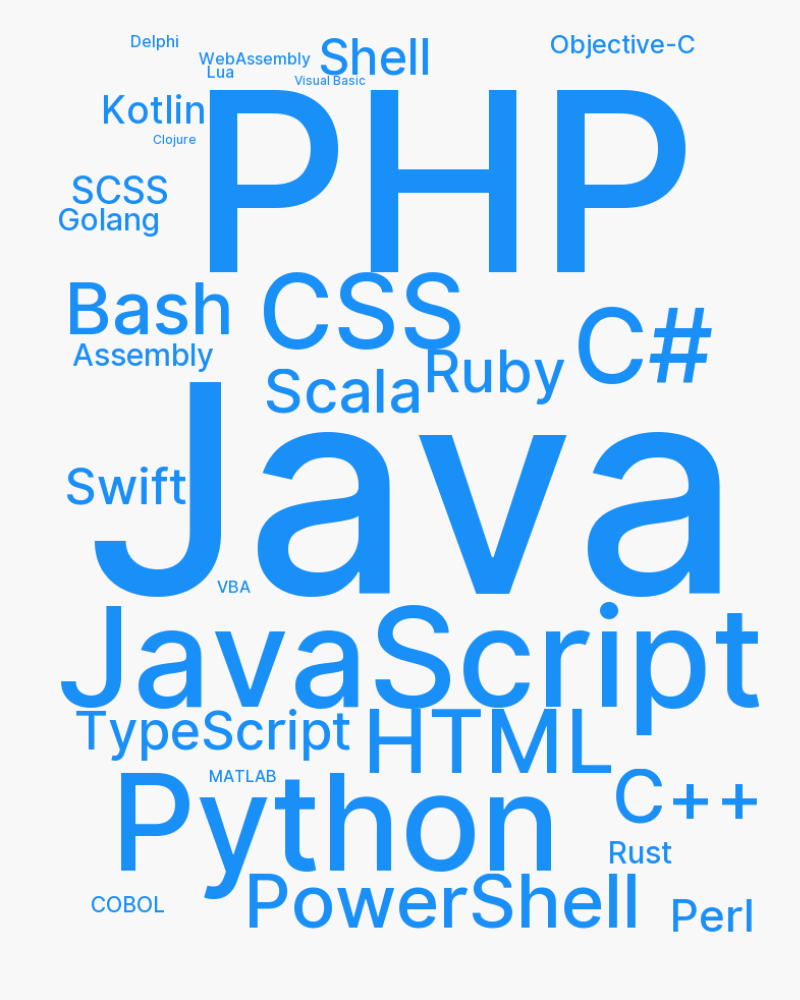 Delphi
Shell
Objective-C
WebAssembly
Lua
Visual Basic
Kotlin
PHP
Clojure
SCSS
Golang
Bash
CSS
C#
Assembly
Ruby
Scala
Java
Swift
VBA
JavaScript
TypeScript
HTML
MATLAB
C++
Python
Rust
PowerShell
COBOL
Perl